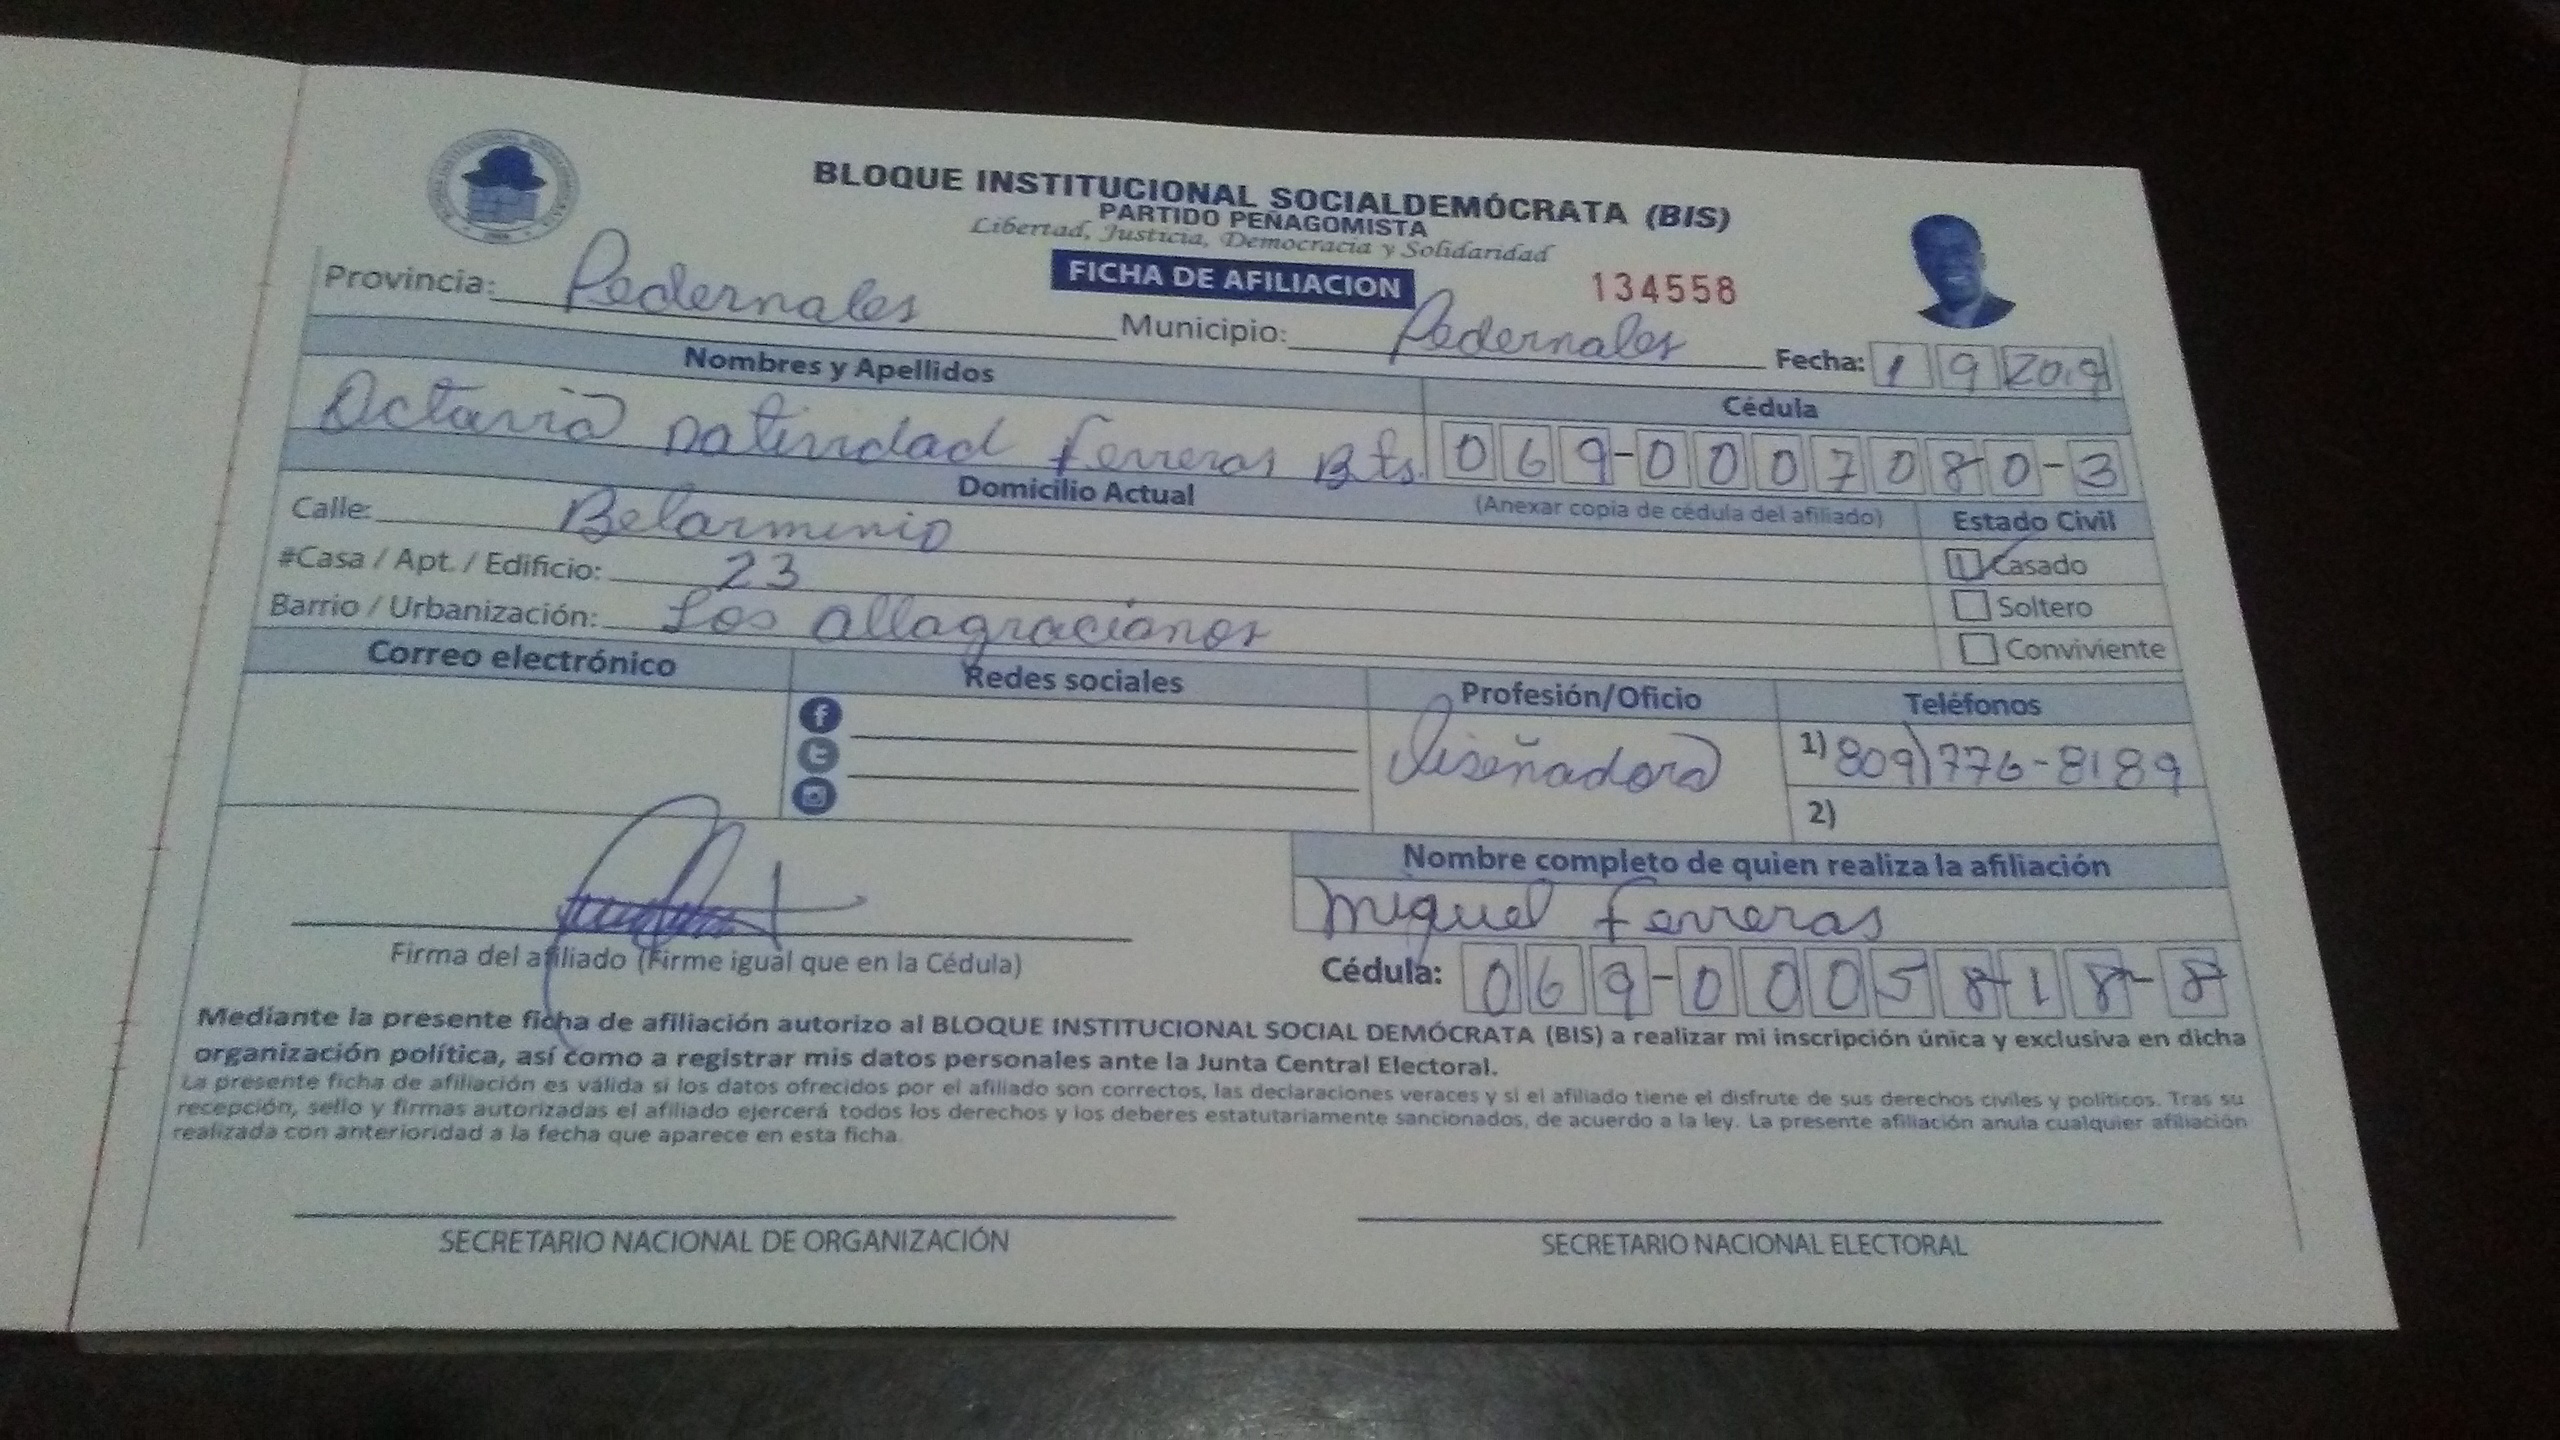 BLOQUE INSTITUCIONAL SOCIALDEMÓCRATA (BIS)
PARTIDO PEÑAGOMISTA
Libertad, Justicia, Democracia y Solidaridad
FICHA DE AFILIACION
134558
Provincia: Pedernales Municipio: Pedernales Fecha: 1 9 2019
Nombres y Apellidos Cédula
Octavia natividad ferreras Bts. 069-0007080-3
Domicilio Actual (Anexar copia de cédula del afiliado) Estado Civil
Calle: Belarminio
#Casa / Apt. / Edificio: 23 Casado
Barrio / Urbanización: Los altagracianos Soltero
Conviviente
Correo electrónico Redes sociales Profesión/Oficio Teléfonos
Diseñadora 1) 809) 776-8189
2)
Nombre completo de quien realiza la afiliación
Miguel ferreras
Firma del afiliado (Firme igual que en la Cédula) Cédula: 069-0005818-8
Mediante la presente ficha de afiliación autorizo al BLOQUE INSTITUCIONAL SOCIAL DEMÓCRATA (BIS) a realizar mi inscripción única y exclusiva en dicha
organización política, así como a registrar mis datos personales ante la Junta Central Electoral.
La presente ficha de afiliación es válida si los datos ofrecidos por el afiliado son correctos, las declaraciones veraces y si el afiliado tiene el disfrute de sus derechos civiles y políticos. Tras su
recepción, sello y firmas autorizadas el afiliado ejercerá todos los derechos y los deberes estatutariamente sancionados, de acuerdo a la ley. La presente afiliación anula cualquier afiliación
realizada con anterioridad a la fecha que aparece en esta ficha.
SECRETARIO NACIONAL DE ORGANIZACIÓN SECRETARIO NACIONAL ELECTORAL